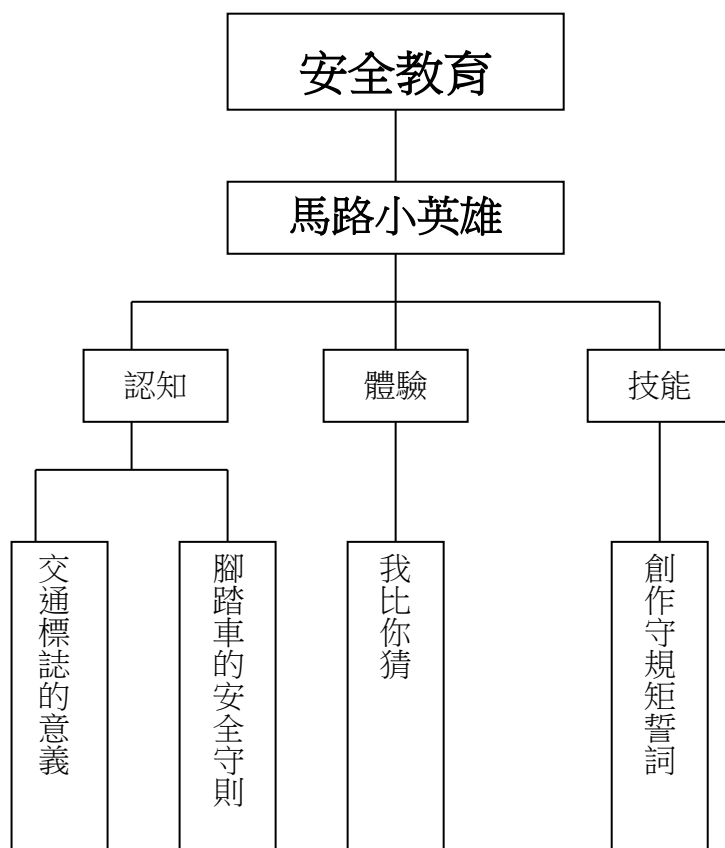 安全教育
馬路小英雄
認知
體驗
技能
交通標誌的意義
腳踏車的安全守則
我比你猜
創作守規矩誓詞